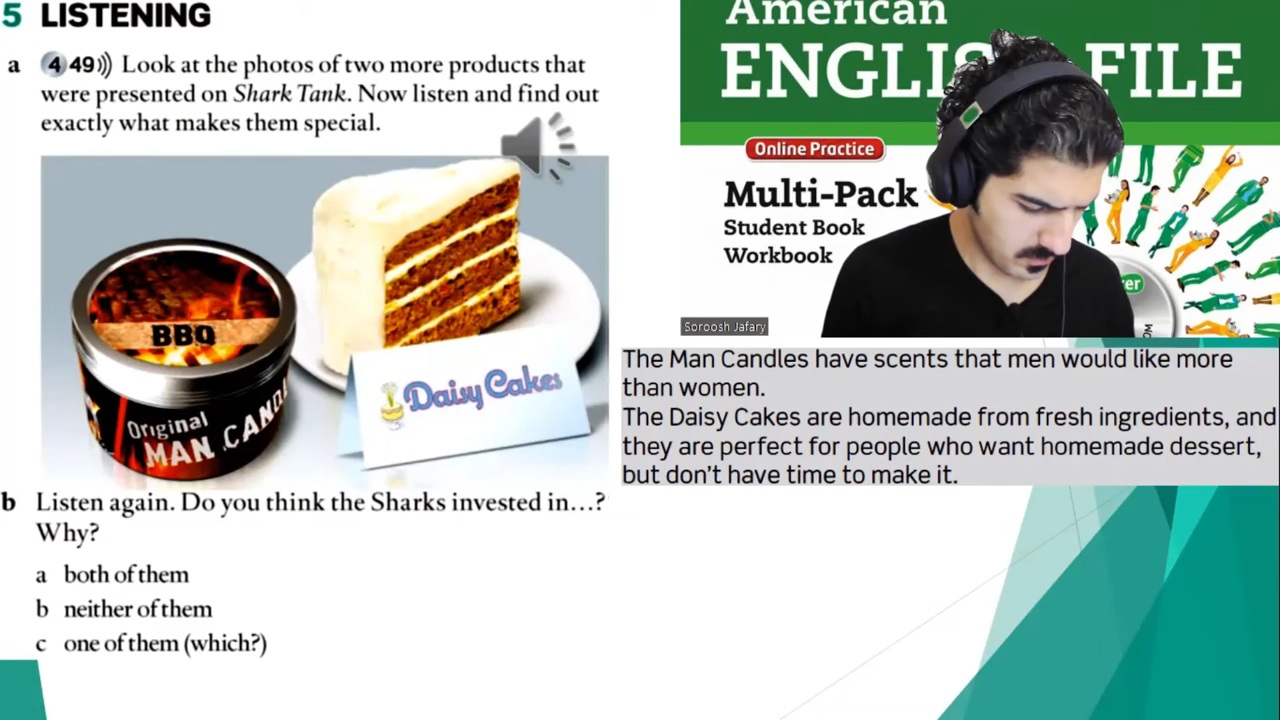 5 LISTENING
a 4 49 Look at the photos of two more products that
were presented on Shark Tank. Now listen and find out
exactly what makes them special.
BBQ
Original
MAN CAND
Daisy Cakes
b Listen again. Do you think the Sharks invested in…?
Why?
a both of them
b neither of them
c one of them (which?)
American
ENGLIS FILE
Online Practice
Multi-Pack
Student Book
Workbook
Soroosh Jafary
The Man Candles have scents that men would like more
than women.
The Daisy Cakes are homemade from fresh ingredients, and
they are perfect for people who want homemade dessert,
but don't have time to make it.